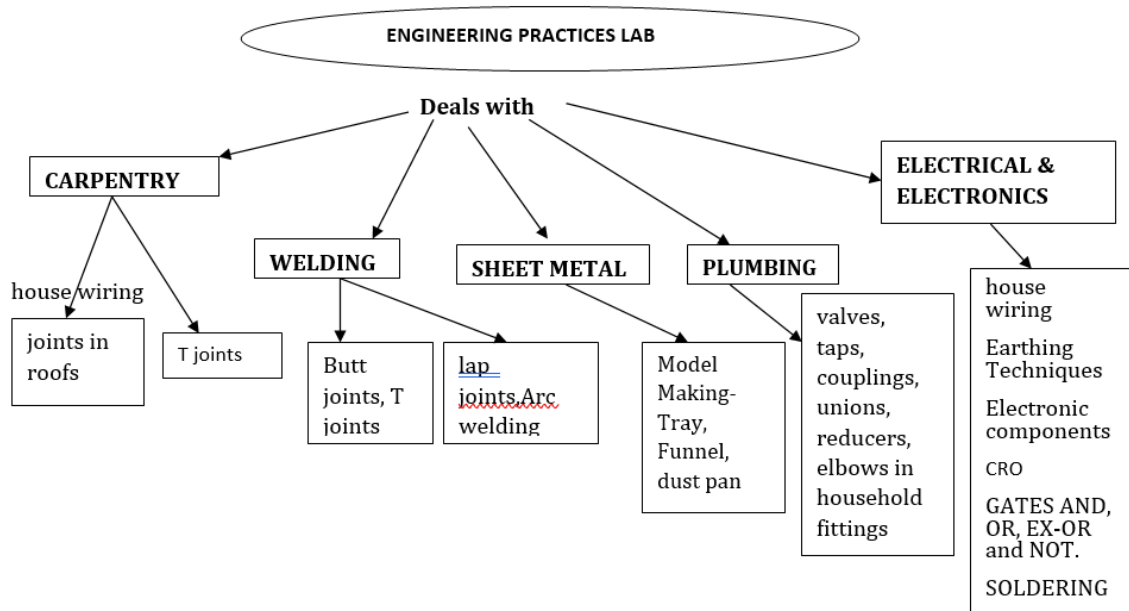 ENGINEERING PRACTICES LAB
Deals with
CARPENTRY
house wiring
joints in
roofs
T joints
WELDING
Butt
joints, T
joints
lap
joints,Arc
welding
SHEET METAL
Model
Making-
Tray,
Funnel,
dust pan
PLUMBING
valves,
taps,
couplings,
unions,
reducers,
elbows in
household
fittings
ELECTRICAL &
ELECTRONICS
house
wiring
Earthing
Techniques
Electronic
components
CRO
GATES AND,
OR, EX-OR
and NOT.
SOLDERING